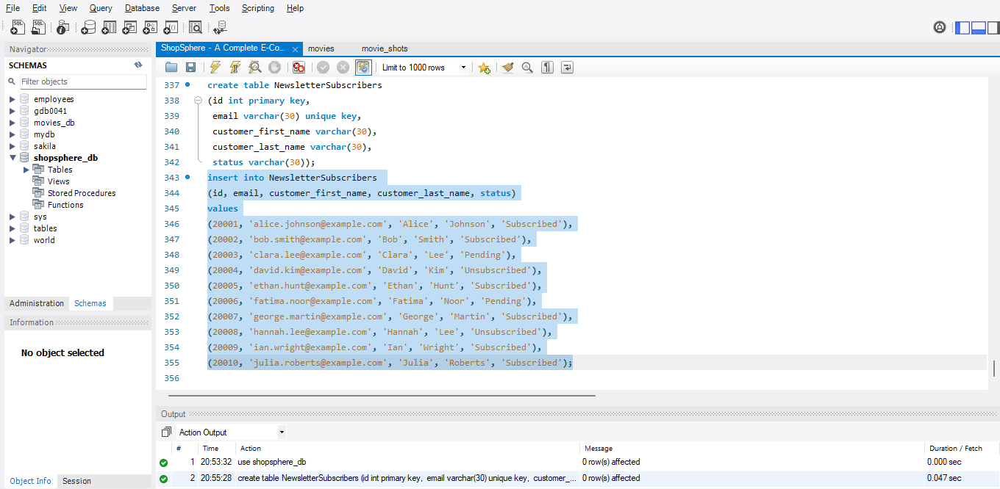 File Edit View Query Database Server Tools Scripting Help
Navigator
SCHEMAS
Filter objects
employees
gdb0041
movies_db
mydb
sakila
shopsphere_db
Tables
Views
Stored Procedures
Functions
sys
tables
world
Administration Schemas
Information
No object selected
Object Info Session
ShopSphere - A Complete E-Co... movies movie_shots
Limit to 1000 rows
337 create table NewsletterSubscribers
338 (id int primary key,
339 email varchar(30) unique key,
340 customer_first_name varchar(30),
341 customer_last_name varchar(30),
342 status varchar(30));
343 insert into NewsletterSubscribers
344 (id, email, customer_first_name, customer_last_name, status)
345 values
346 (20001, 'alice.johnson@example.com', 'Alice', 'Johnson', 'Subscribed'),
347 (20002, 'bob.smith@example.com', 'Bob', 'Smith', 'Subscribed'),
348 (20003, 'clara.lee@example.com', 'Clara', 'Lee', 'Pending'),
349 (20004, 'david.kim@example.com', 'David', 'Kim', 'Unsubscribed'),
350 (20005, 'ethan.hunt@example.com', 'Ethan', 'Hunt', 'Subscribed'),
351 (20006, 'fatima.noor@example.com', 'Fatima', 'Noor', 'Pending'),
352 (20007, 'george.martin@example.com', 'George', 'Martin', 'Subscribed'),
353 (20008, 'hannah.lee@example.com', 'Hannah', 'Lee', 'Unsubscribed'),
354 (20009, 'ian.wright@example.com', 'Ian', 'Wright', 'Subscribed'),
355 (20010, 'julia.roberts@example.com', 'Julia', 'Roberts', 'Subscribed');
356
Output
Action Output
# Time Action Message Duration / Fetch
1 20:53:32 use shopsphere_db 0 row(s) affected 0.000 sec
2 20:55:28 create table NewsletterSubscribers (id int primary key, email varchar(30) unique key, customer_... 0 row(s) affected 0.047 sec